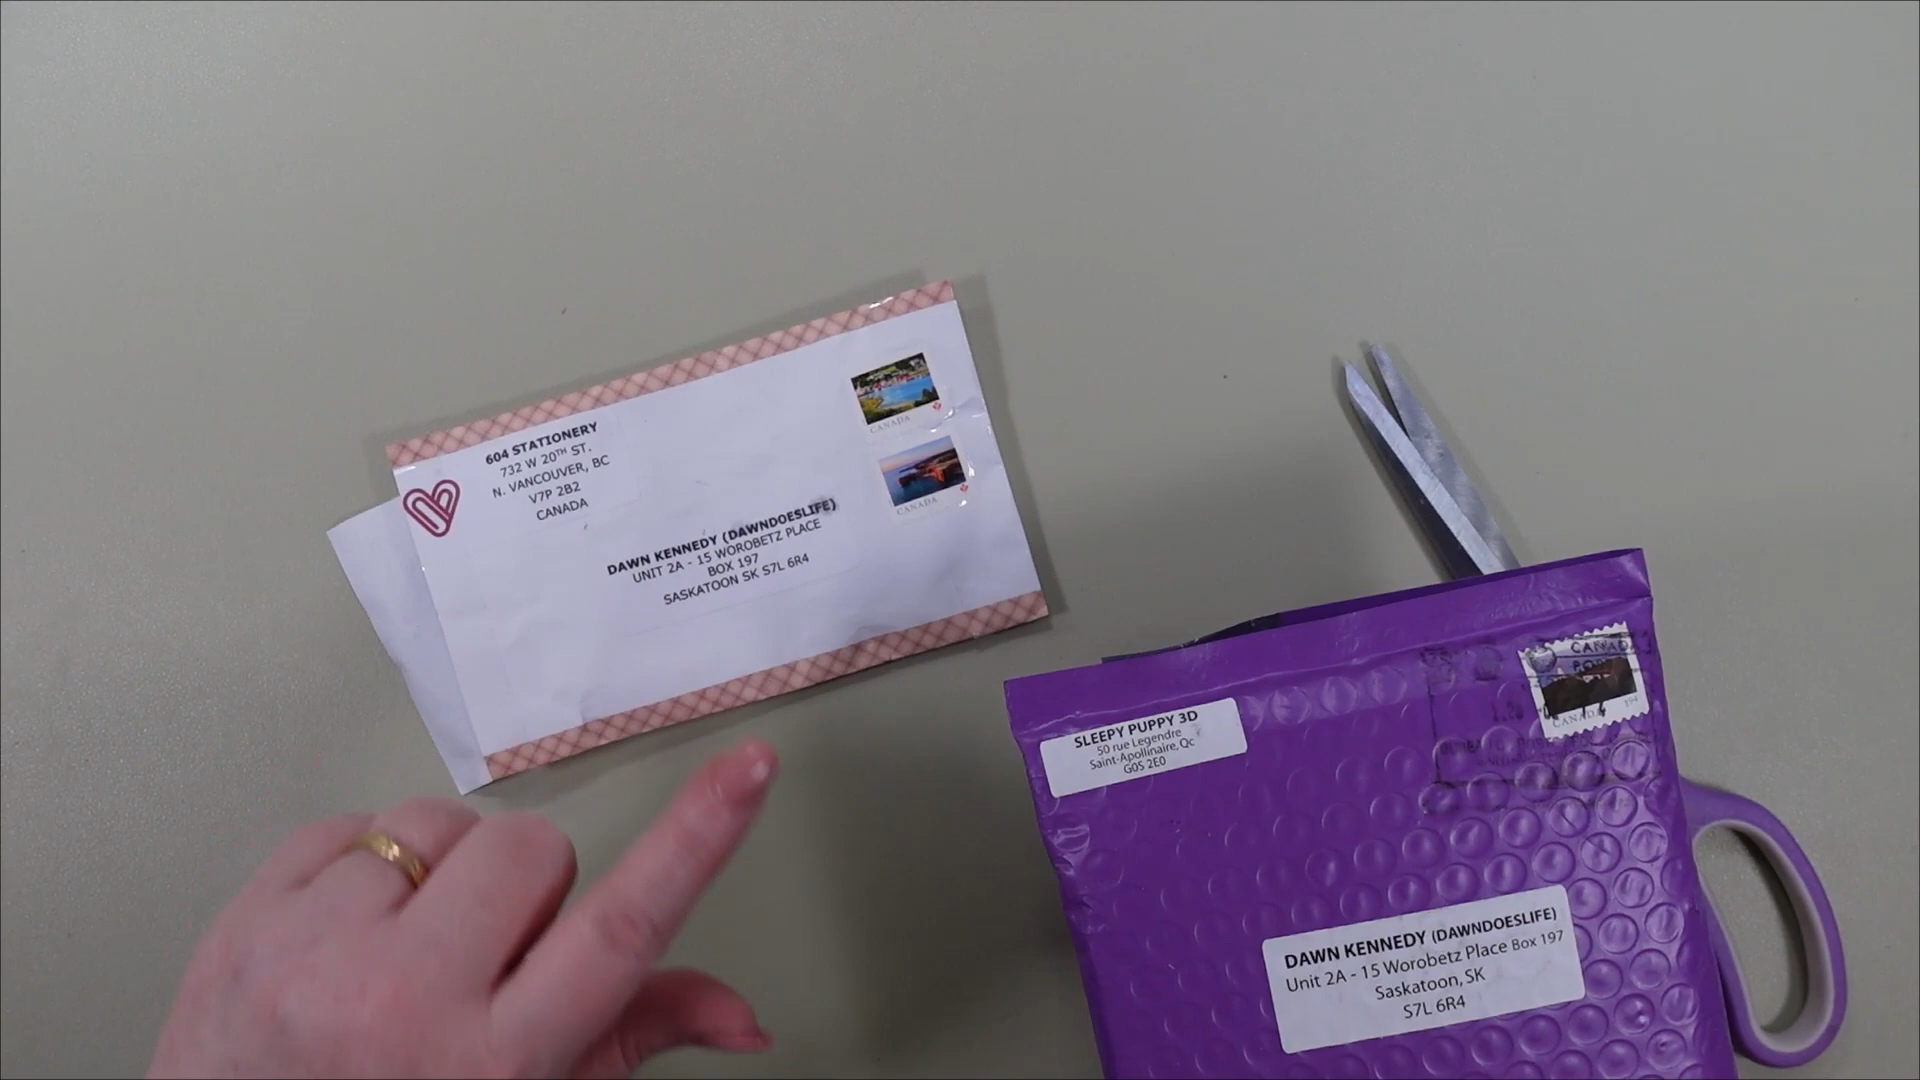 604 STATIONERY
732 W 20TH ST.
N. VANCOUVER, BC
V7P 2B2
CANADA
DAWN KENNEDY (DAWNDOESLIFE)
UNIT 2A - 15 WOROBETZ PLACE
BOX 197
SASKATOON SK S7L 6R4
CANADA
CANADA
SLEEPY PUPPY 3D
50 rue Legendre
Saint-Apollinaire, Qc
G0S 2E0
CANADA
CANADA
DAWN KENNEDY (DAWNDOESLIFE)
Unit 2A - 15 Worobetz Place Box 197
Saskatoon, SK
S7L 6R4